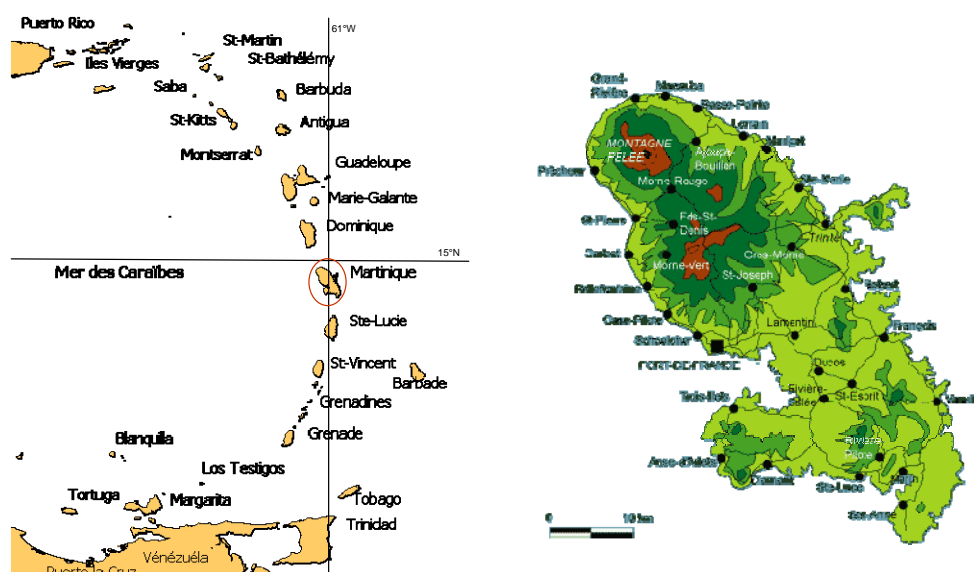 61°W
Puerto Rico
St-Martin
Iles Vierges
St-Bathélémy
Saba
Barbuda
St-Kitts
Antigua
Montserrat
Guadeloupe
Marie-Galante
Dominique
15°N
Mer des Caraïbes
Martinique
Ste-Lucie
St-Vincent
Barbade
Grenadines
Grenade
Blanquilla
Los Testigos
Tortuga
Margarita
Tobago
Trinidad
Vénézuéla
Puerto la Cruz
Grand-
Rivière
Macouba
Basse-Pointe
Lorrain
Marigot
MONTAGNE
PELÉE
Ajoupa
Bouillon
Prêcheur
Morne-Rouge
Ste-Marie
St-Pierre
Fds-St-
Denis
Trinité
Carbet
Morne-Vert
Gros-Morne
St-Joseph
Robert
Case-Pilote
Lamentin
François
Schoelcher
FORT-DE-FRANCE
Ducos
Trois-Ilets
Rivière-
Salée
St-Esprit
Vauclin
Rivière
Pilote
Anse-d'Arlets
Diamant
Ste-Luce
Marin
Ste-Anne
0
10 km